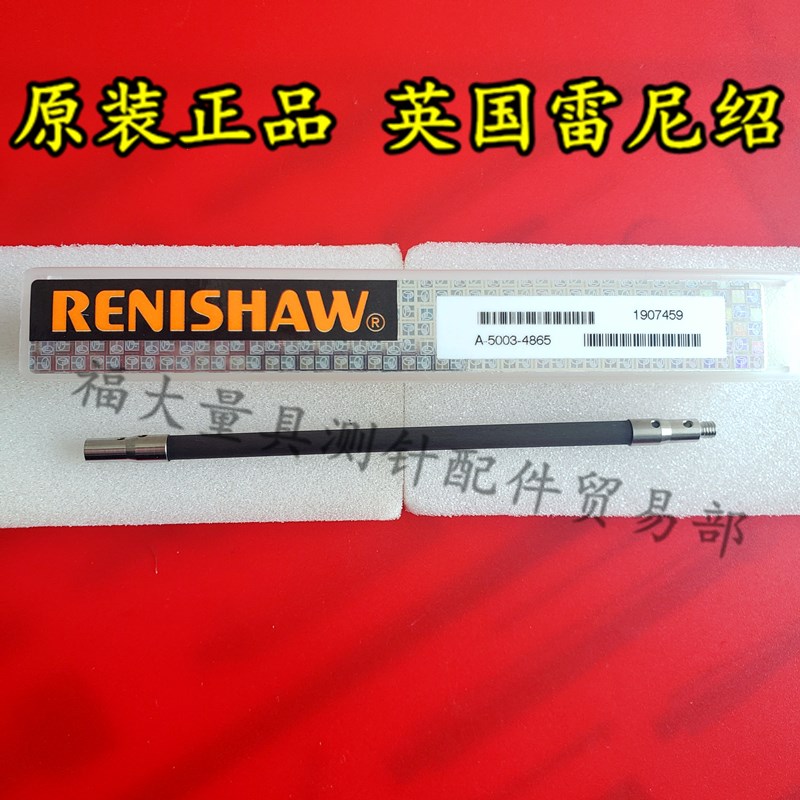 原装正品 英国雷尼绍
RENISHAW®
1907459
A-5003-4865
福大量具测针配件贸易部